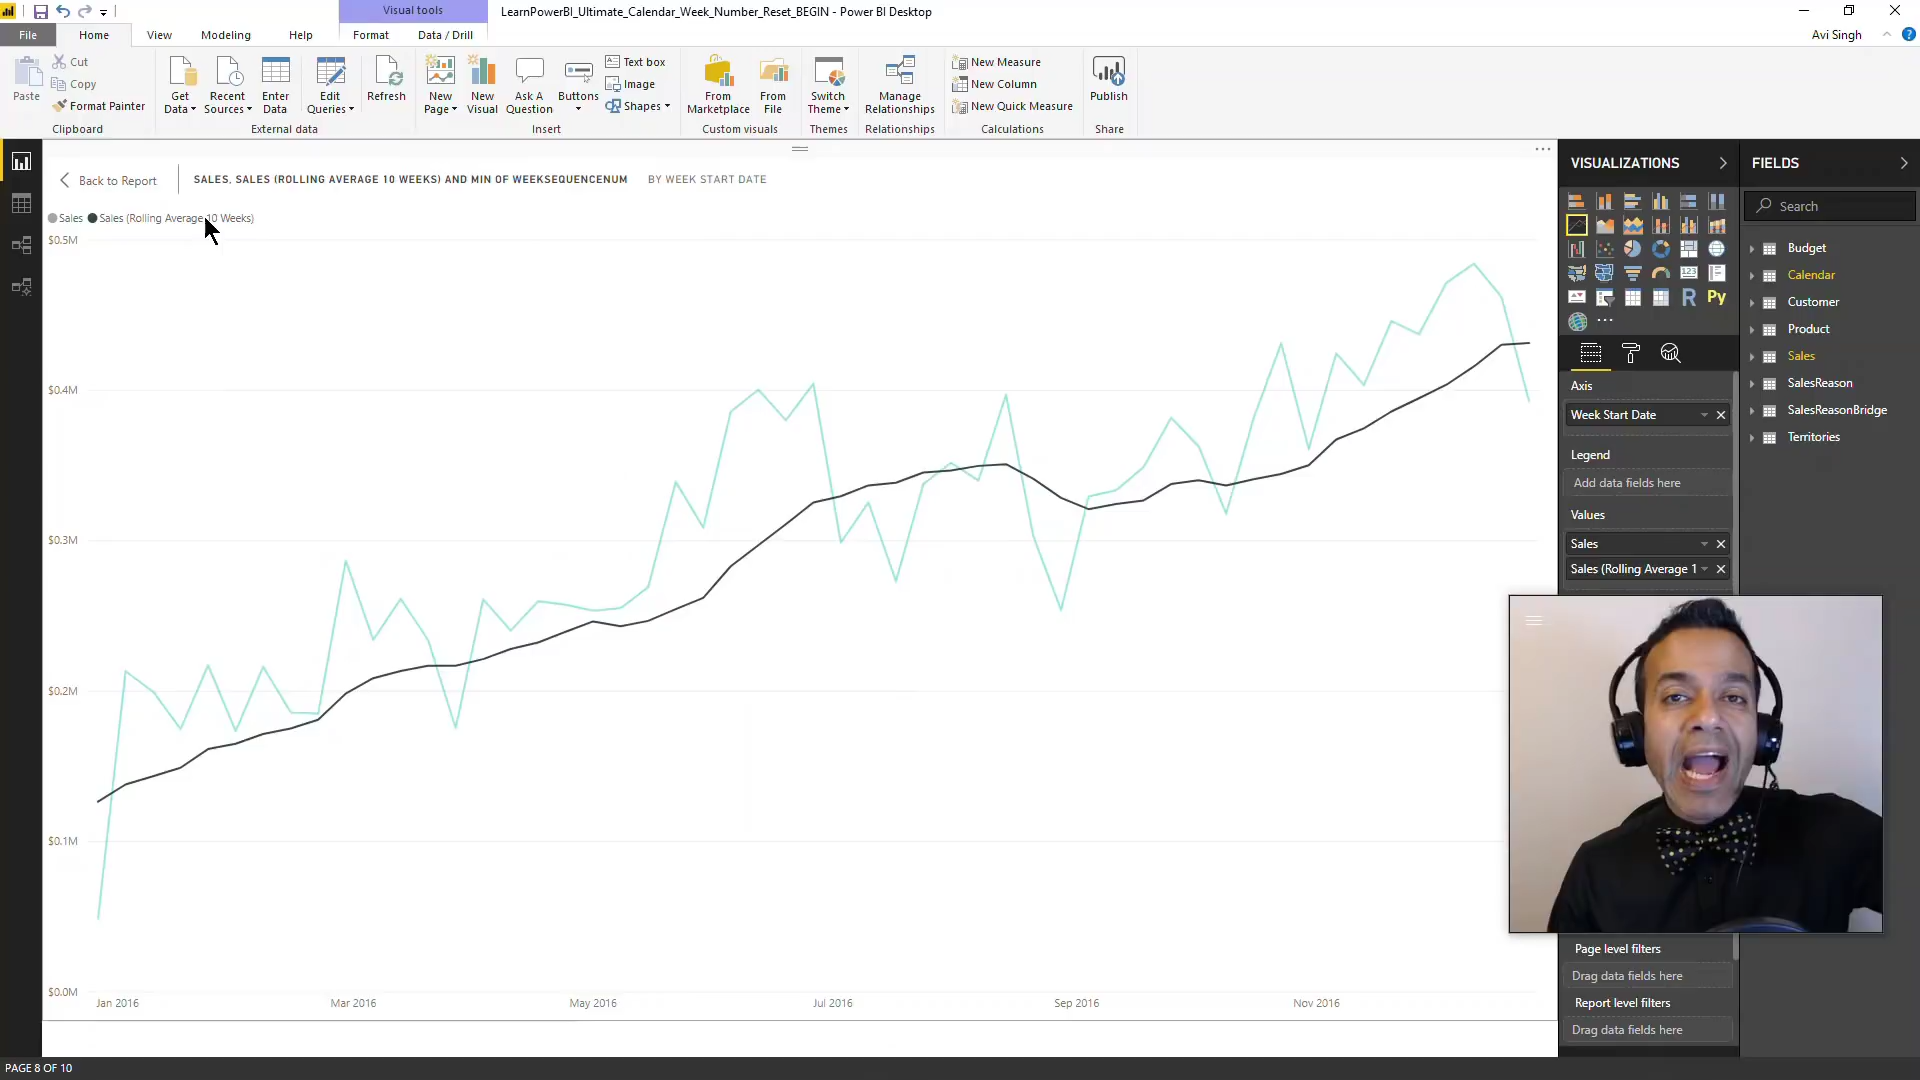 Visual tools
LearnPowerBI_Ultimate_Calendar_Week_Number_Reset_BEGIN - Power BI Desktop
File
Home
View
Modeling
Help
Format
Data / Drill
Avi Singh
Paste
Cut
Copy
Format Painter
Clipboard
Get Data
Recent Sources
Enter Data
Edit Queries
Refresh
External data
New Page
New Visual
Ask A Question
Buttons
Text box
Image
Shapes
Insert
From Marketplace
From File
Custom visuals
Switch Theme
Themes
Manage Relationships
Relationships
New Measure
New Column
New Quick Measure
Calculations
Publish
Share
Back to Report
SALES, SALES (ROLLING AVERAGE 10 WEEKS) AND MIN OF WEEKSEQUENCENUM BY WEEK START DATE
Sales
Sales (Rolling Average 10 Weeks)
$0.5M
$0.4M
$0.3M
$0.2M
$0.1M
$0.0M
Jan 2016
Mar 2016
May 2016
Jul 2016
Sep 2016
Nov 2016
VISUALIZATIONS
R
Py
123
Axis
Week Start Date
Legend
Add data fields here
Values
Sales
Sales (Rolling Average 1
Page level filters
Drag data fields here
Report level filters
Drag data fields here
FIELDS
Search
Budget
Calendar
Customer
Product
Sales
SalesReason
SalesReasonBridge
Territories
PAGE 8 OF 10